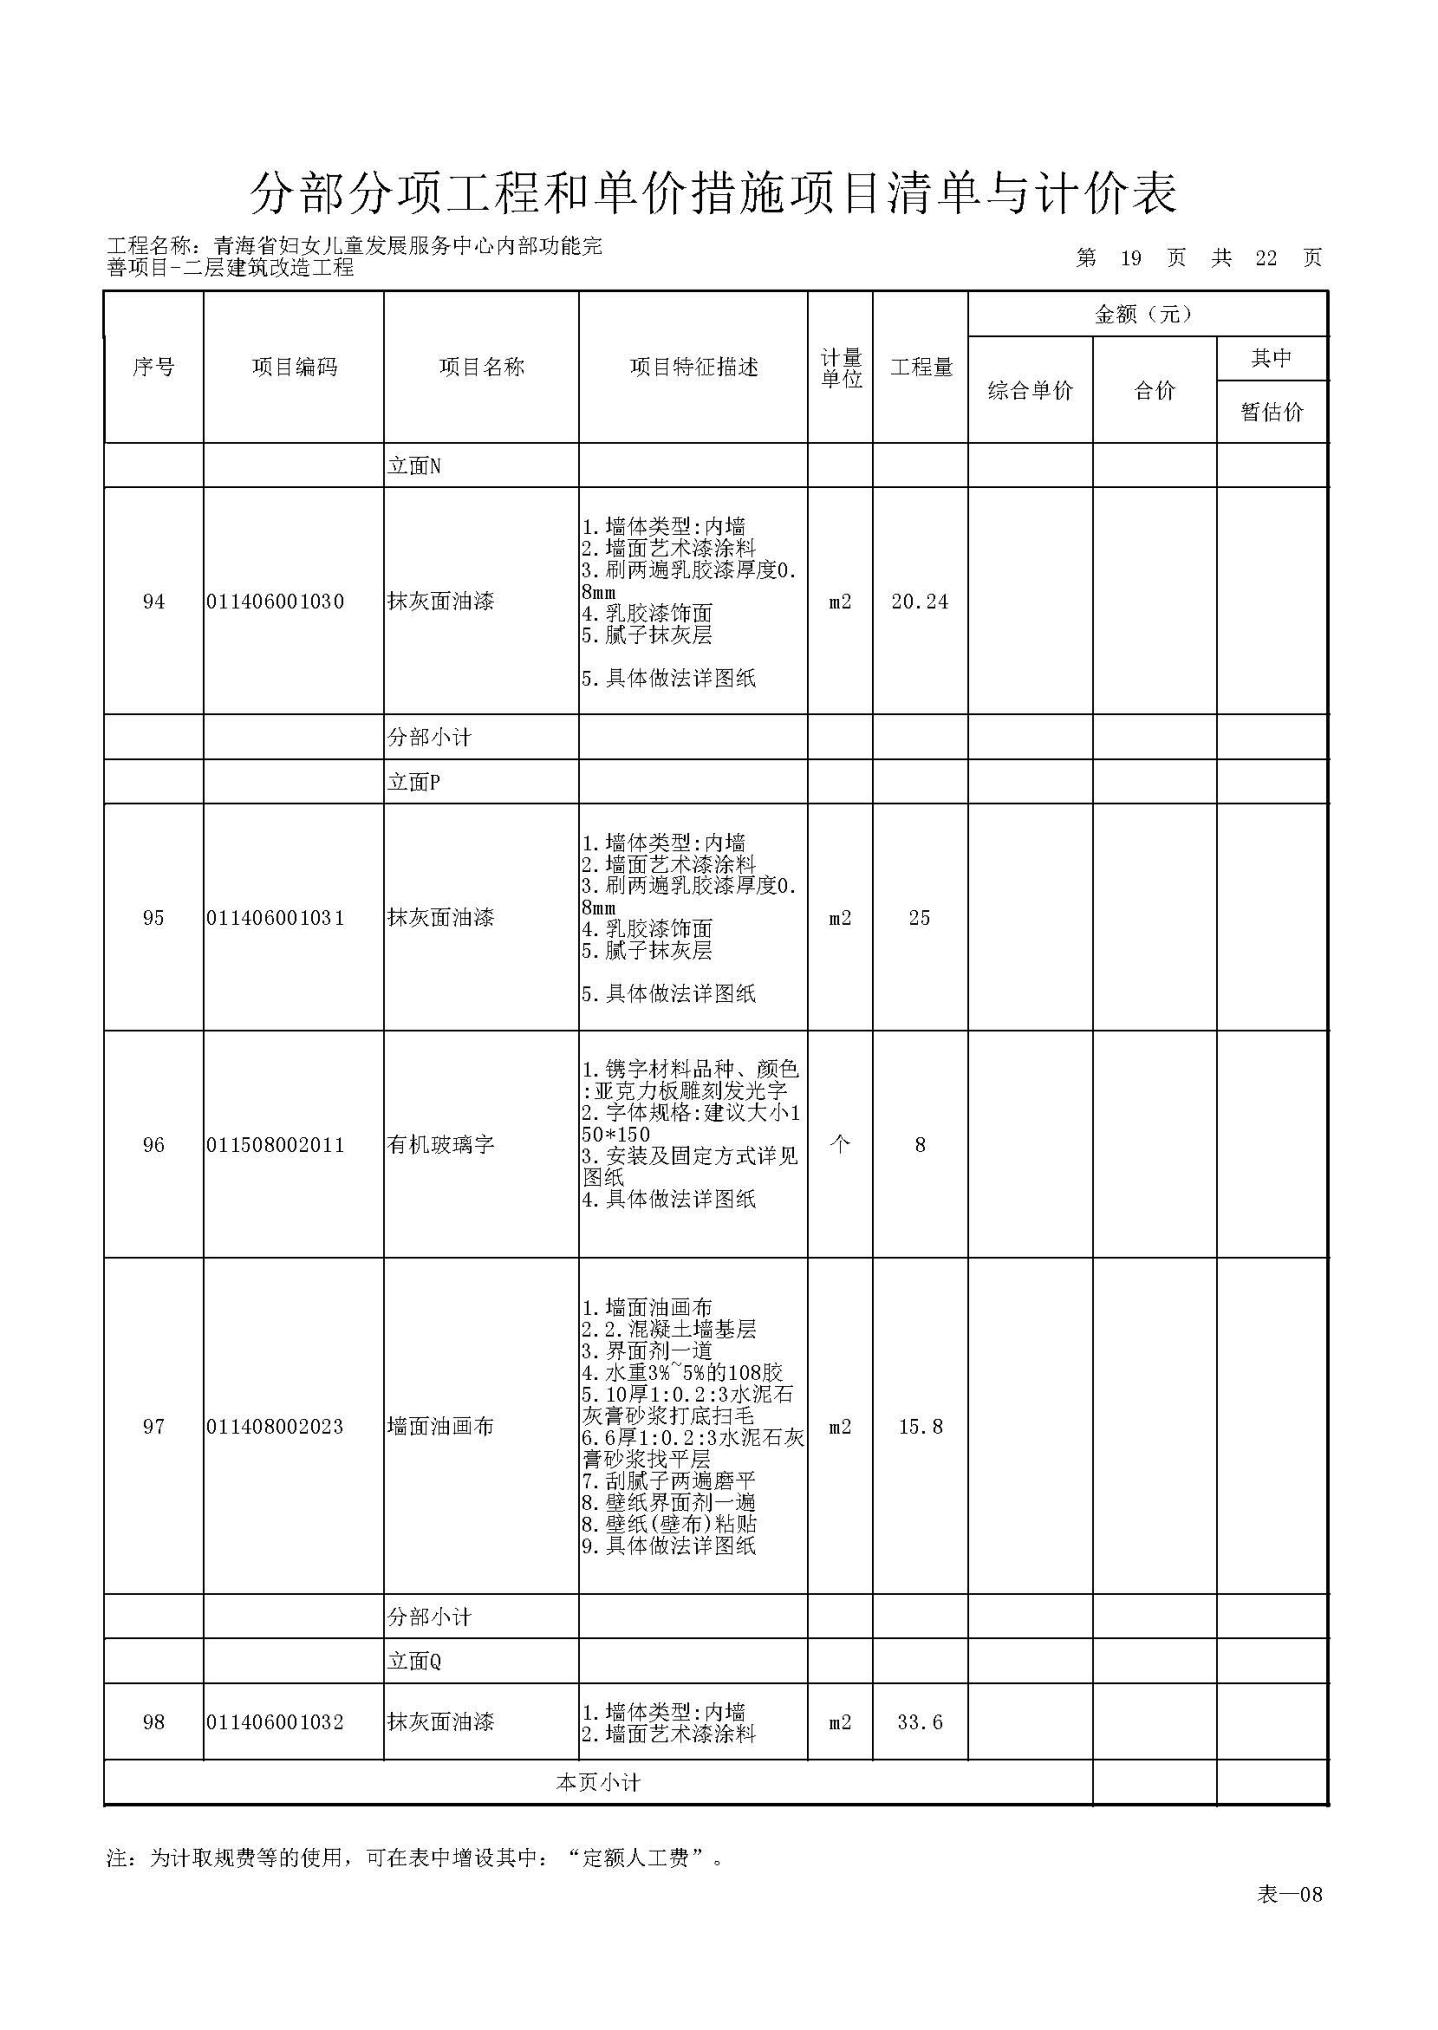 分部分项工程和单价措施项目清单与计价表
工程名称：青海省妇女儿童发展服务中心内部功能完
善项目-二层建筑改造工程
第 19 页 共 22 页
序号 项目编码 项目名称 项目特征描述 计量
单位 工程量 金额（元）
综合单价 合价 其中
暂估价
立面N
94 011406001030 抹灰面油漆 m2 20.24
1.墙体类型:内墙
2.墙面艺术漆涂料
3.刷两遍乳胶漆厚度0.
8mm
4.乳胶漆饰面
5.腻子抹灰层
5.具体做法详图纸
分部小计
立面P
95 011406001031 抹灰面油漆 m2 25
1.墙体类型:内墙
2.墙面艺术漆涂料
3.刷两遍乳胶漆厚度0.
8mm
4.乳胶漆饰面
5.腻子抹灰层
5.具体做法详图纸
96 011508002011 有机玻璃字 个 8
1.镌字材料品种、颜色
:亚克力板雕刻发光字
2.字体规格:建议大小1
50*150
3.安装及固定方式详见
图纸
4.具体做法详图纸
97 011408002023 墙面油画布 m2 15.8
1.墙面油画布
2.2.混凝土墙基层
3.界面剂一道
4.水重3%~5%的108胶
5.10厚1:0.2:3水泥石
灰膏砂浆打底扫毛
6.6厚1:0.2:3水泥石灰
膏砂浆找平层
7.刮腻子两遍磨平
8.壁纸界面剂一遍
8.壁纸(壁布)粘贴
9.具体做法详图纸
分部小计
立面Q
98 011406001032 抹灰面油漆 m2 33.6
1.墙体类型:内墙
2.墙面艺术漆涂料
本页小计
注：为计取规费等的使用，可在表中增设其中：“定额人工费”。
表—08